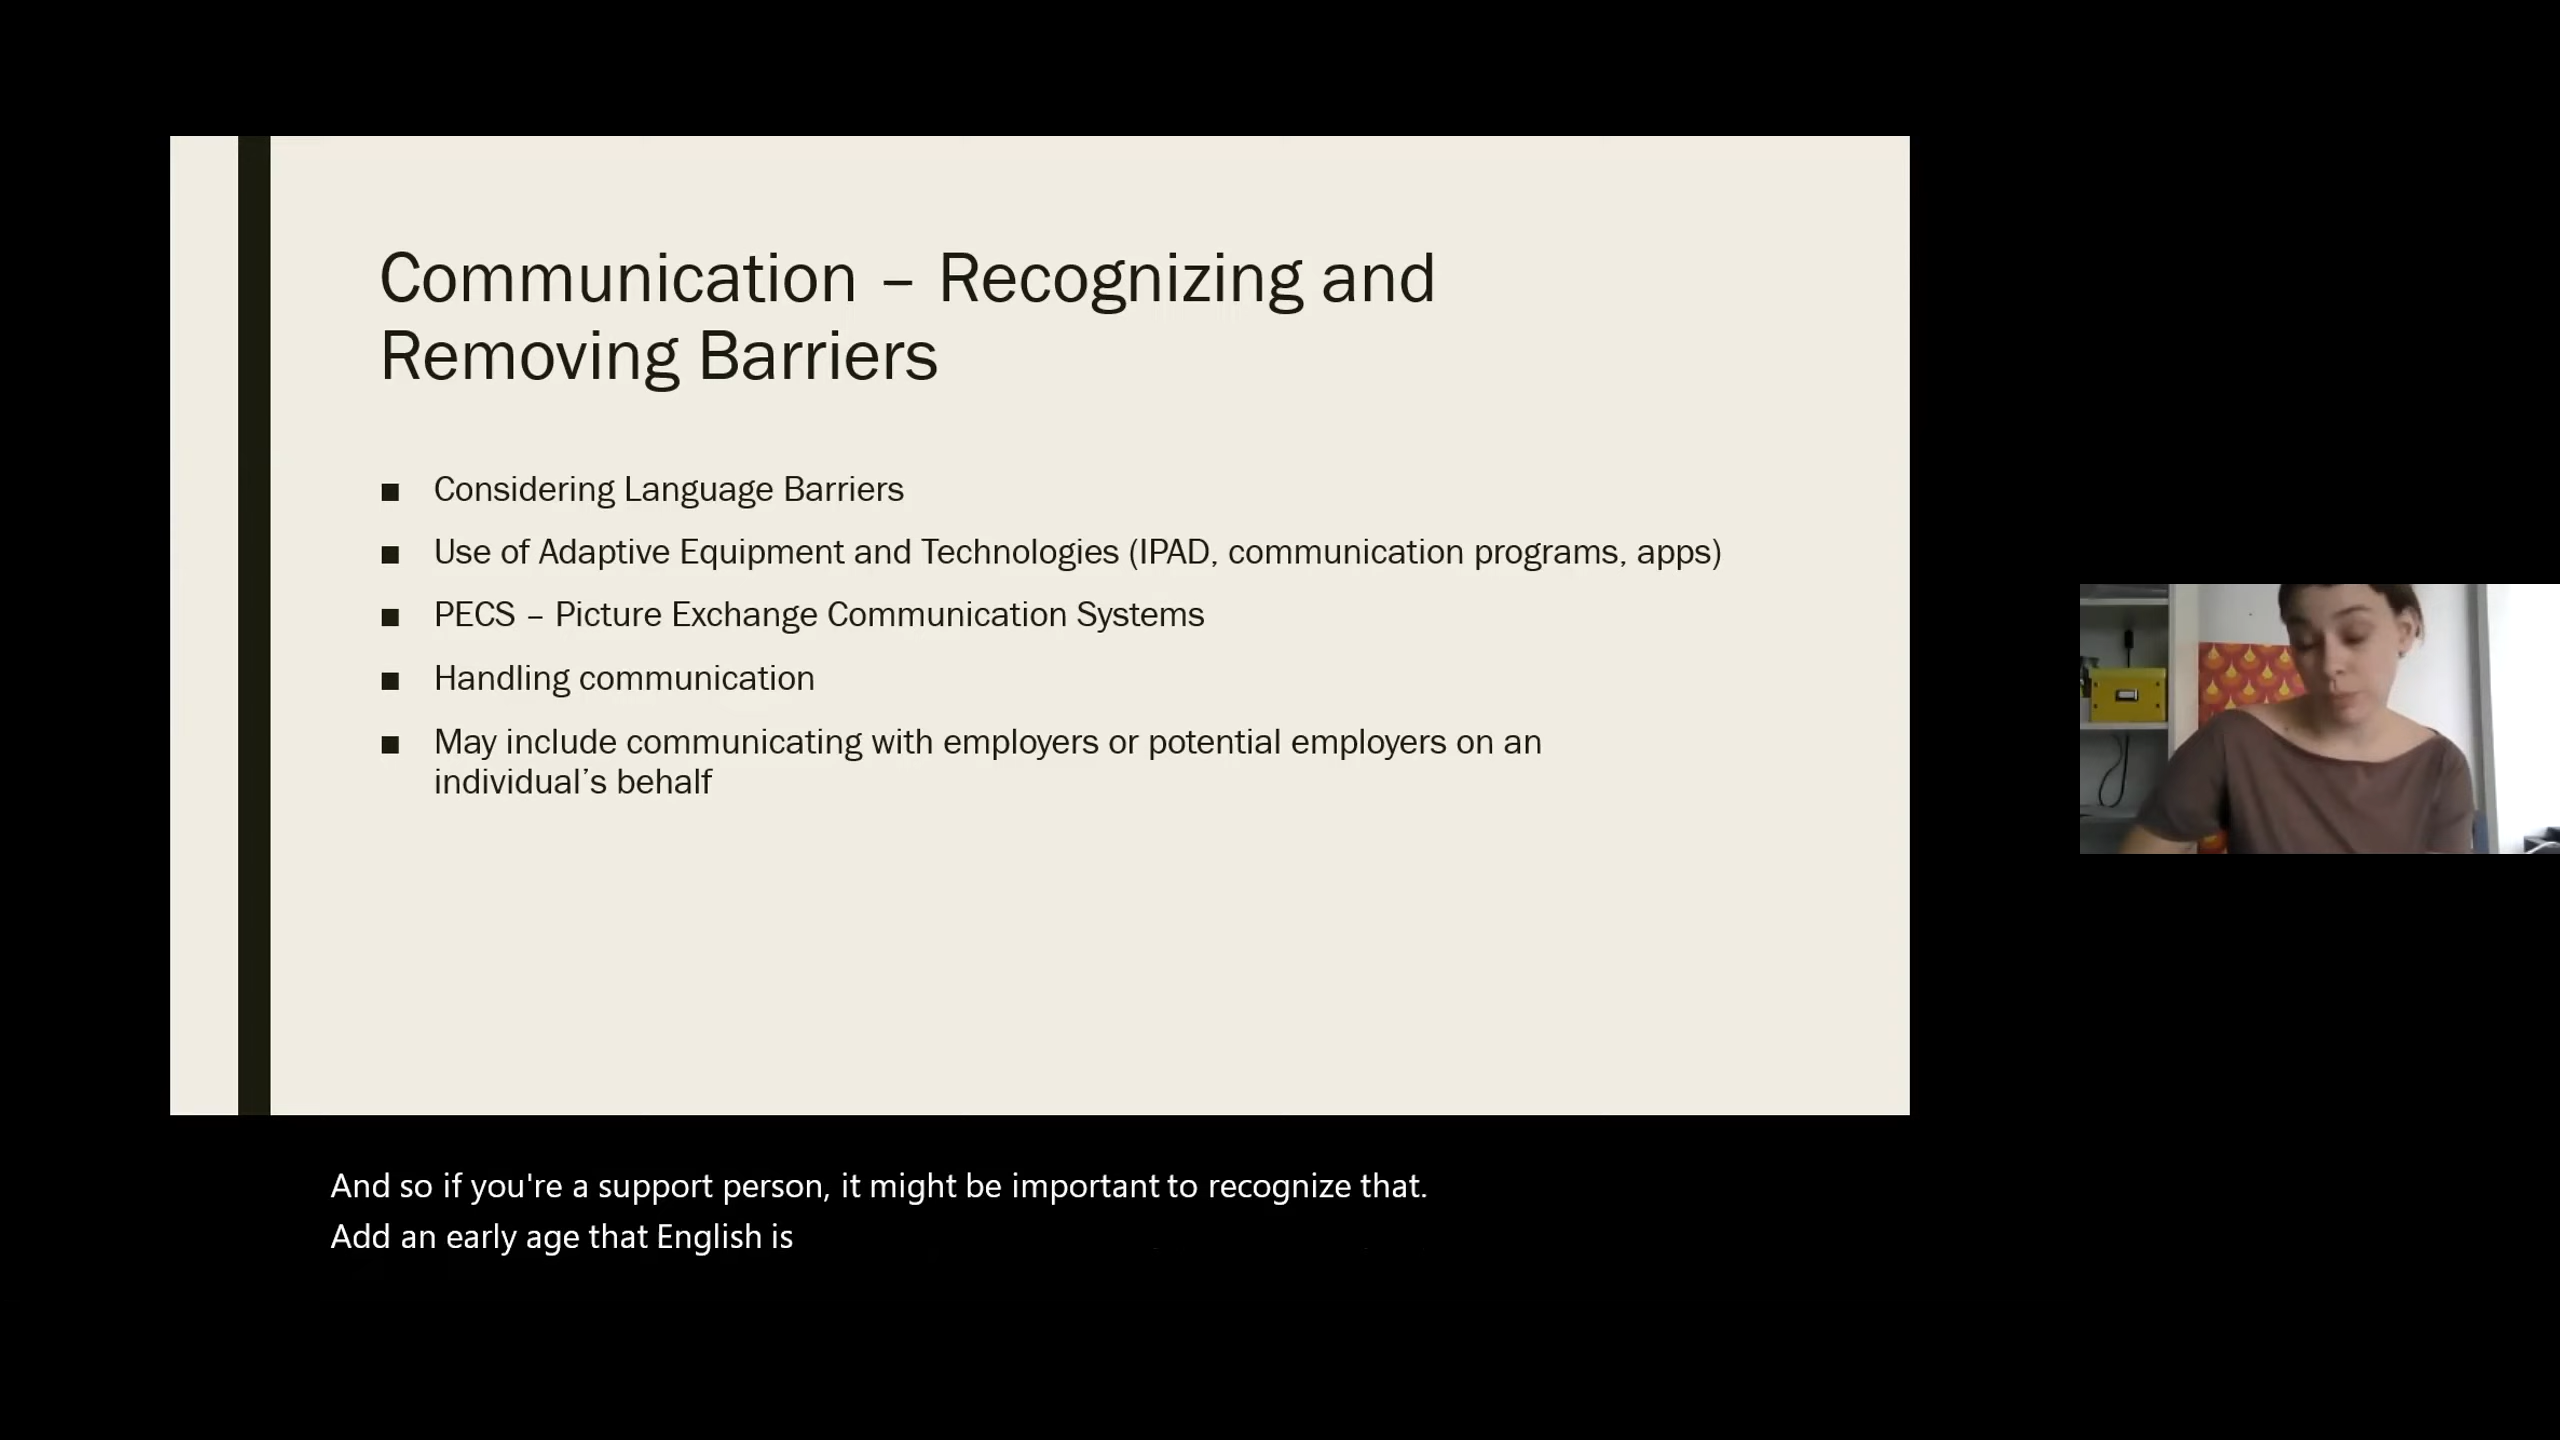 Communication – Recognizing and
Removing Barriers
■ Considering Language Barriers
■ Use of Adaptive Equipment and Technologies (IPAD, communication programs, apps)
■ PECS – Picture Exchange Communication Systems
■ Handling communication
■ May include communicating with employers or potential employers on an
individual’s behalf
And so if you're a support person, it might be important to recognize that.
Add an early age that English is